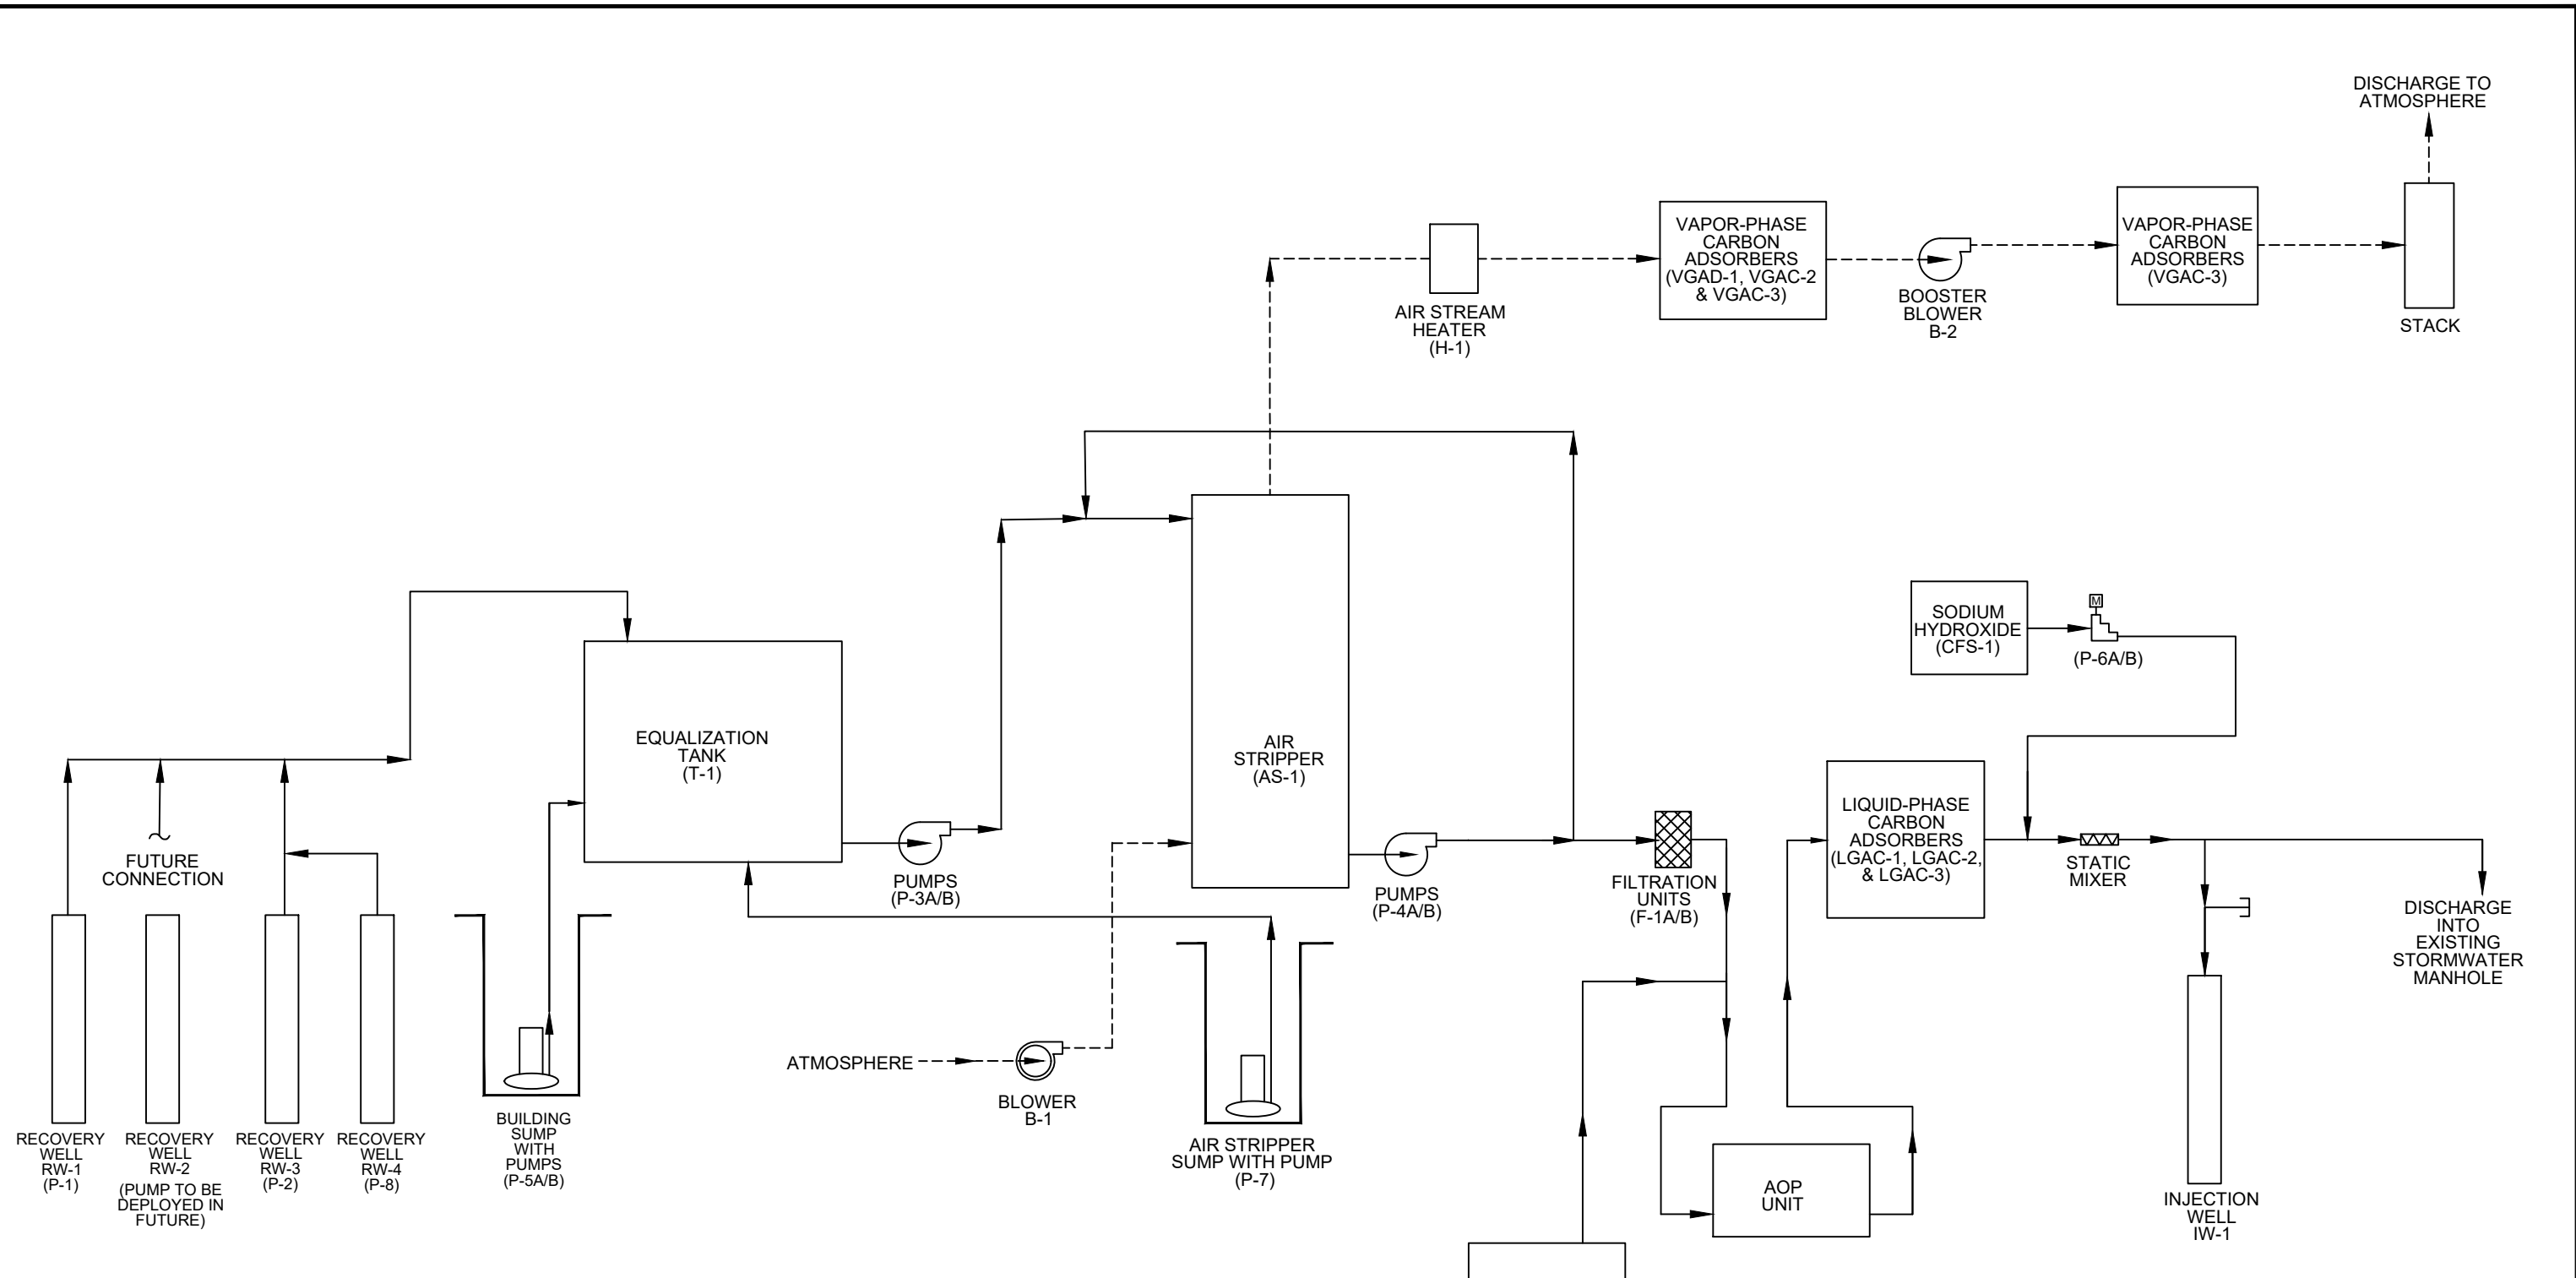 DISCHARGE TO
ATMOSPHERE
VAPOR-PHASE
CARBON
ADSORBERS
(VGAD-1, VGAC-2
& VGAC-3)
VAPOR-PHASE
CARBON
ADSORBERS
(VGAC-3)
AIR STREAM
HEATER
(H-1)
BOOSTER
BLOWER
B-2
STACK
SODIUM
HYDROXIDE
(CFS-1)
M
(P-6A/B)
EQUALIZATION
TANK
(T-1)
AIR
STRIPPER
(AS-1)
LIQUID-PHASE
CARBON
ADSORBERS
(LGAC-1, LGAC-2,
& LGAC-3)
FUTURE
CONNECTION
PUMPS
(P-3A/B)
PUMPS
(P-4A/B)
FILTRATION
UNITS
(F-1A/B)
STATIC
MIXER
DISCHARGE
INTO
EXISTING
STORMWATER
MANHOLE
ATMOSPHERE
BLOWER
B-1
RECOVERY
WELL
RW-1
(P-1)
RECOVERY
WELL
RW-2
(PUMP TO BE
DEPLOYED IN
FUTURE)
RECOVERY
WELL
RW-3
(P-2)
RECOVERY
WELL
RW-4
(P-8)
BUILDING
SUMP
WITH
PUMPS
(P-5A/B)
AIR STRIPPER
SUMP WITH PUMP
(P-7)
AOP
UNIT
INJECTION
WELL
IW-1